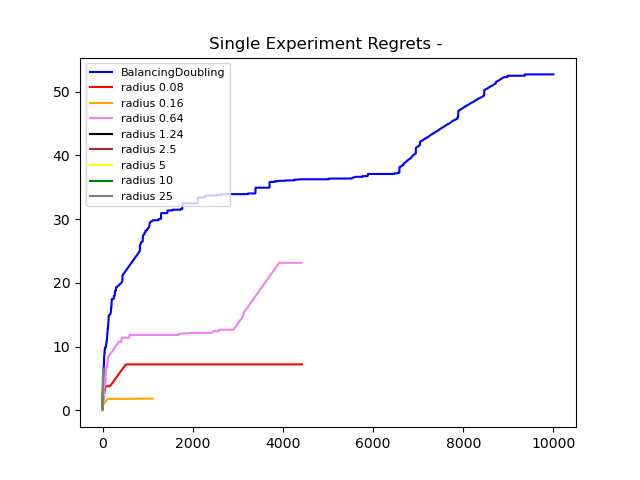 Single Experiment Regrets -
BalancingDoubling
radius 0.08
radius 0.16
radius 0.64
radius 1.24
radius 2.5
radius 5
radius 10
radius 25
50
40
30
20
10
0
0 2000 4000 6000 8000 10000